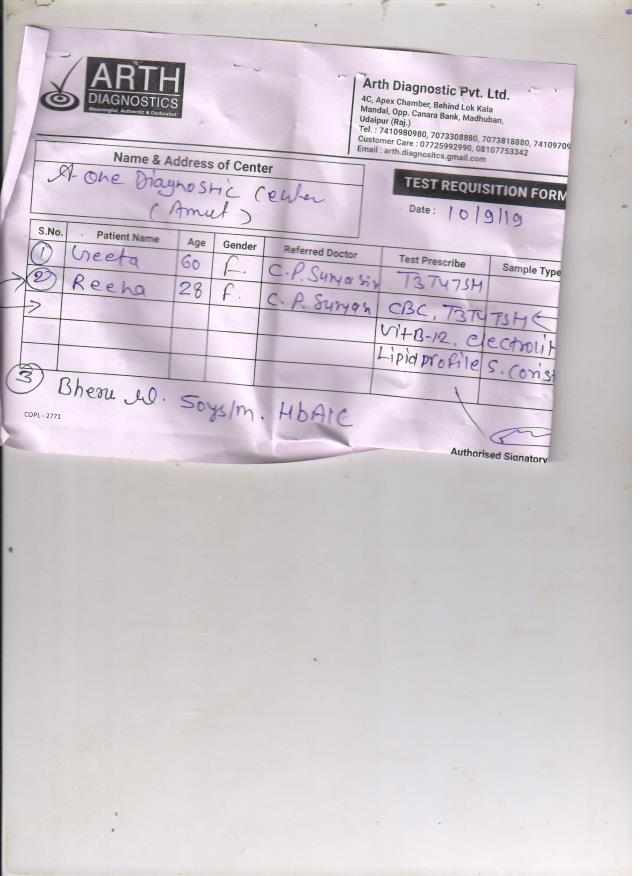 ARTH
DIAGNOSTICS
Meaningful, Authentic & Dedicated
Arth Diagnostic Pvt. Ltd.
4C, Apex Chamber, Behind Lok Kala
Mandal, Opp. Canara Bank, Madhuban,
Udaipur (Raj.)
Tel. : 7410980980, 7073308880, 7073818880, 74109709
Customer Care : 07725992990, 08107753342
Email : arth.diagnositcs.gmail.com
Name & Address of Center
A one Diagnostic Center
(Amet)
TEST REQUISITION FORM
Date : 10/9/19
S.No. Patient Name Age Gender Referred Doctor Test Prescribe Sample Type
1 Geeta 60 F. C.P. T3T4TSH
2 Reena 28 F. C.P. CBC, T3T4TSH
Vit B-12, electrolit
Lipid profile S.
3 Bheru 50ys/m. HbA1C
COPL - 2771
Authorised Signatory